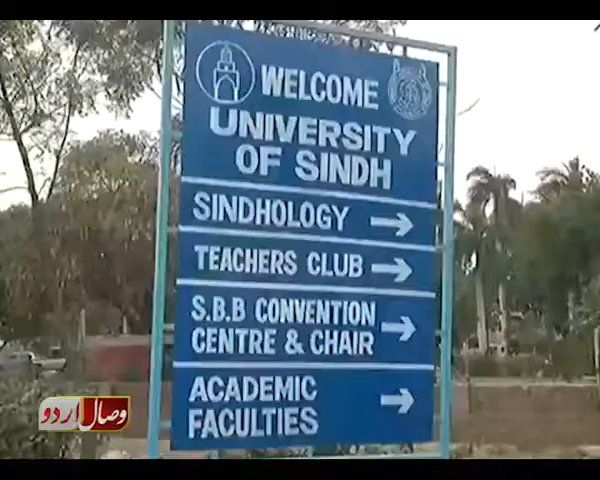 WELCOME
UNIVERSITY
OF SINDH
SINDHOLOGY
TEACHERS CLUB
S.B.B CONVENTION
CENTRE & CHAIR
ACADEMIC
FACULTIES
وصال اردو